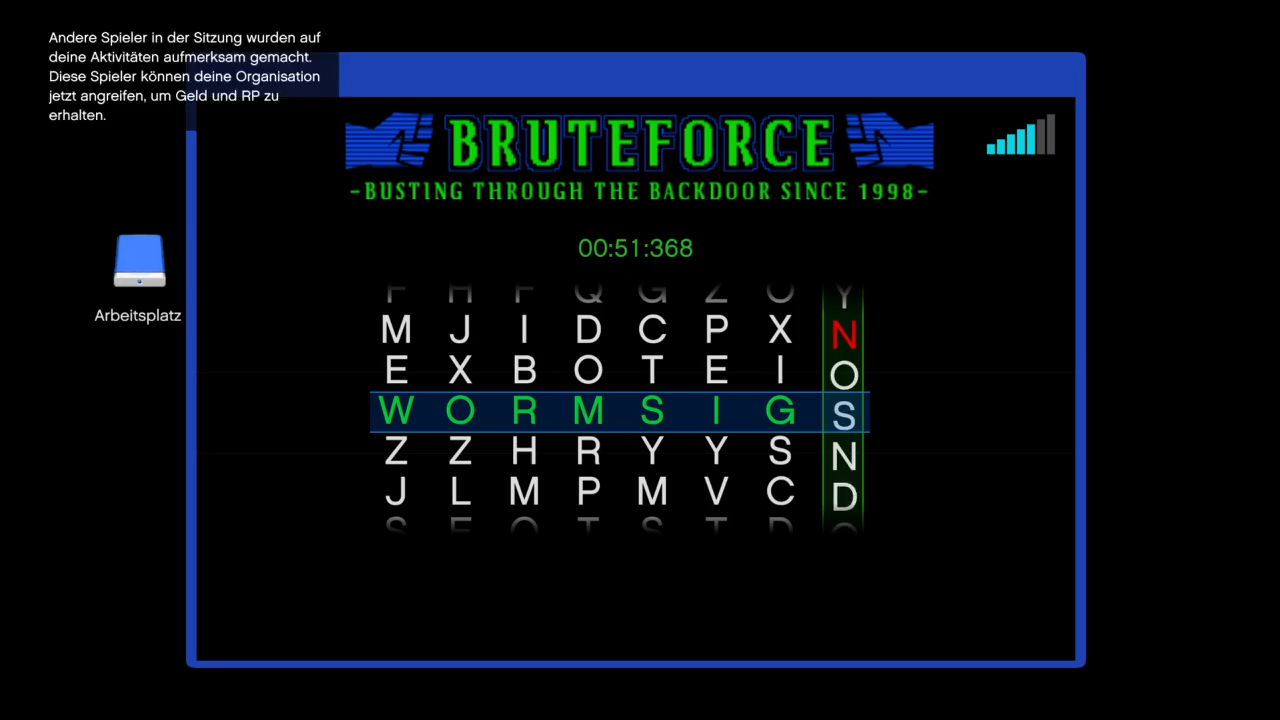 Andere Spieler in der Sitzung wurden auf
deine Aktivitäten aufmerksam gemacht.
Diese Spieler können deine Organisation
jetzt angreifen, um Geld und RP zu
erhalten.
BRUTEFORCE
-BUSTING THROUGH THE BACKDOOR SINCE 1998-
00:51:368
F H F Q G Z O Y
M J I D C P X N
E X B O T E I O
W O R M S I G S
Z Z H R Y Y S N
J L M P M V C D
Arbeitsplatz